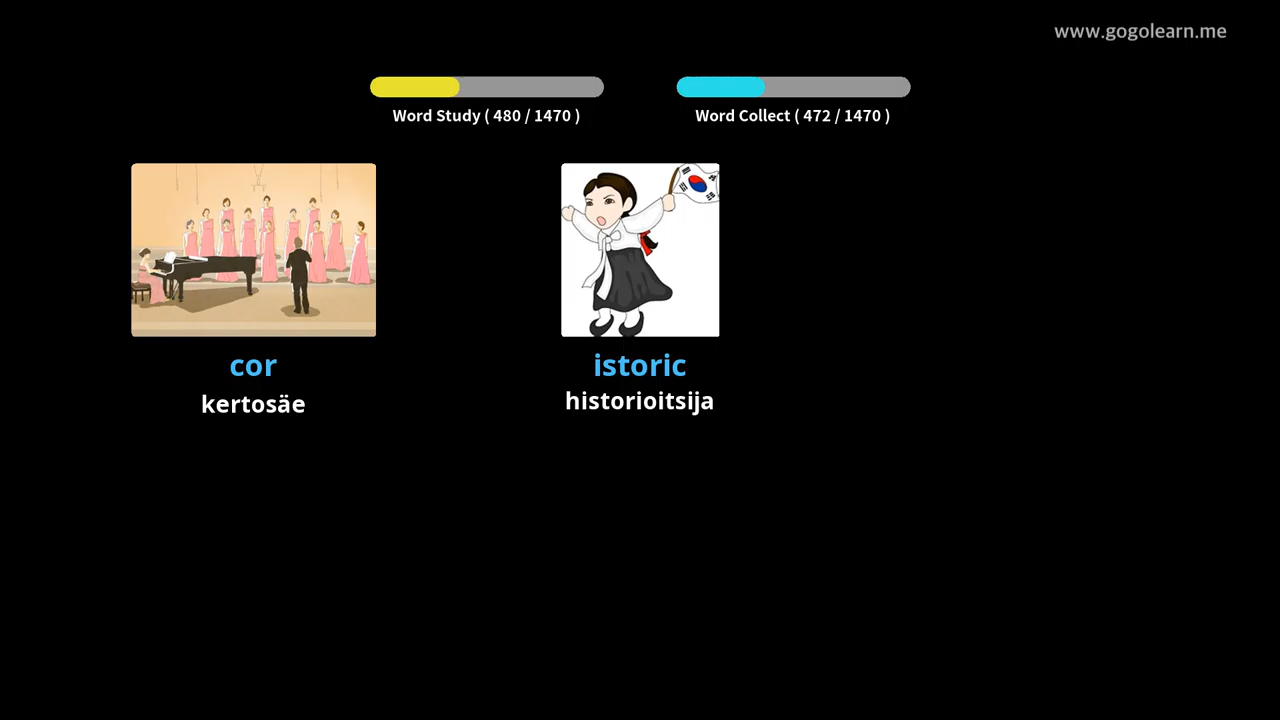 www.gogolearn.me
Word Study ( 480 / 1470 )
Word Collect ( 472 / 1470 )
cor
kertosäe
istoric
historioitsija